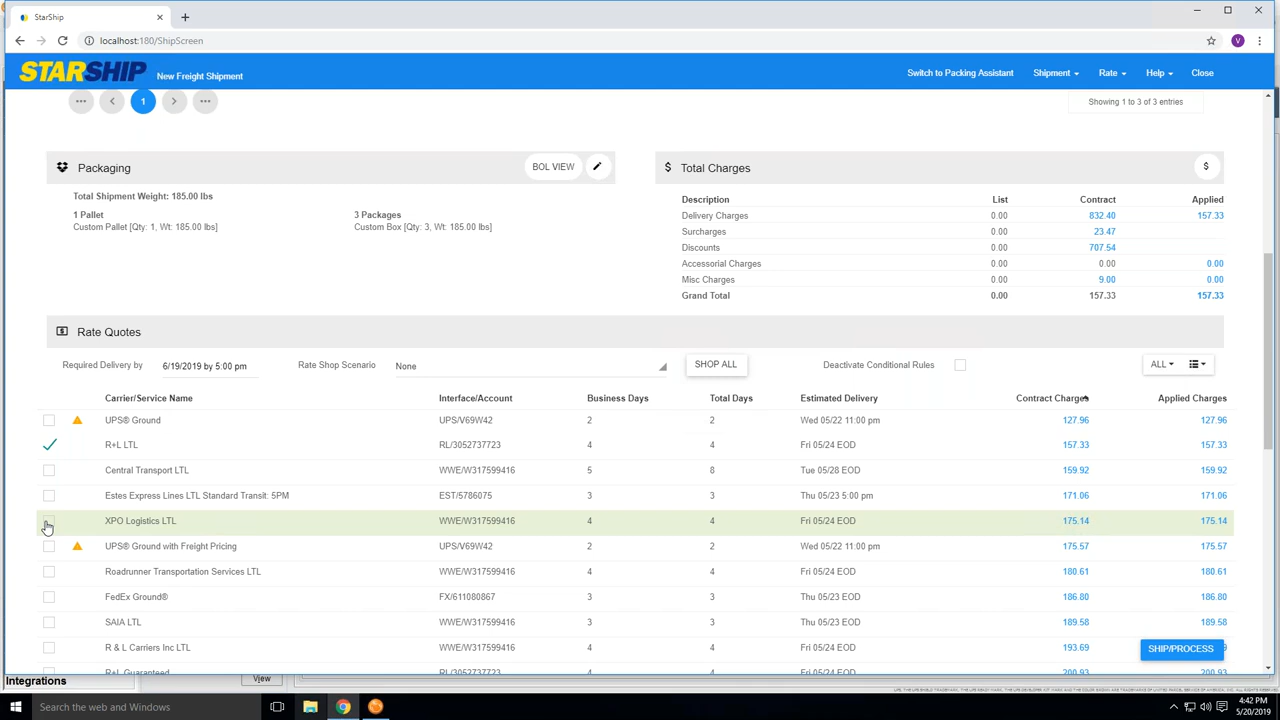 StarShip
localhost:180/ShipScreen
V
STARSHIP New Freight Shipment Switch to Packing Assistant Shipment Rate Help Close
1 Showing 1 to 3 of 3 entries
Packaging BOL VIEW
Total Shipment Weight: 185.00 lbs
1 Pallet 3 Packages
Custom Pallet [Qty: 1, Wt: 185.00 lbs] Custom Box [Qty: 3, Wt: 185.00 lbs]
$ Total Charges $
Description List Contract Applied
Delivery Charges 0.00 832.40 157.33
Surcharges 0.00 23.47
Discounts 0.00 707.54
Accessorial Charges 0.00 0.00 0.00
Misc Charges 0.00 9.00 0.00
Grand Total 0.00 157.33 157.33
Rate Quotes
Required Delivery by 6/19/2019 by 5:00 pm Rate Shop Scenario None SHOP ALL Deactivate Conditional Rules ALL
Carrier/Service Name Interface/Account Business Days Total Days Estimated Delivery Contract Charges Applied Charges
UPS® Ground UPS/V69W42 2 2 Wed 05/22 11:00 pm 127.96 127.96
R+L LTL RL/3052737723 4 4 Fri 05/24 EOD 157.33 157.33
Central Transport LTL WWE/W317599416 5 8 Tue 05/28 EOD 159.92 159.92
Estes Express Lines LTL Standard Transit: 5PM EST/5786075 3 3 Thu 05/23 5:00 pm 171.06 171.06
XPO Logistics LTL WWE/W317599416 4 4 Fri 05/24 EOD 175.14 175.14
UPS® Ground with Freight Pricing UPS/V69W42 2 2 Wed 05/22 11:00 pm 175.57 175.57
Roadrunner Transportation Services LTL WWE/W317599416 4 4 Fri 05/24 EOD 180.61 180.61
FedEx Ground® FX/611080867 3 3 Thu 05/23 EOD 186.80 186.80
SAIA LTL WWE/W317599416 3 3 Thu 05/23 EOD 189.58 189.58
R & L Carriers Inc LTL WWE/W317599416 4 4 Fri 05/24 EOD 193.69
SHIP/PROCESS
R+L Guaranteed RL/3052737723 4 4 Fri 05/24 EOD 200.93 200.93
Integrations View
Search the web and Windows
4:42 PM
5/20/2019